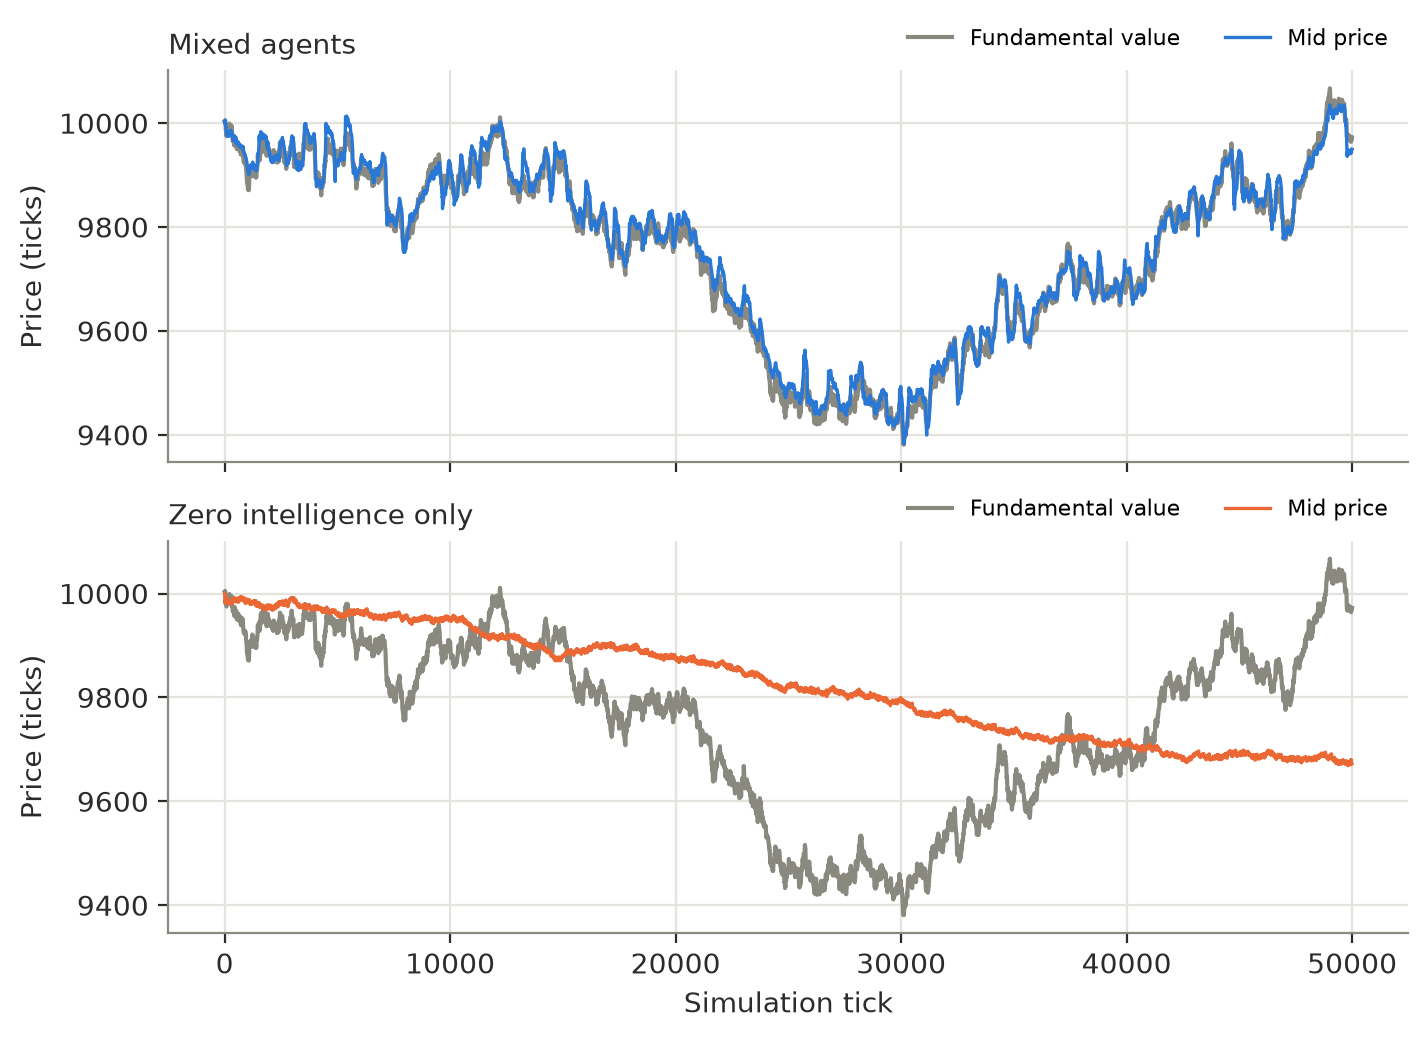 Mixed agents
Fundamental value
Mid price
Price (ticks)
10000
9800
9600
9400
Zero intelligence only
Fundamental value
Mid price
Price (ticks)
10000
9800
9600
9400
0 10000 20000 30000 40000 50000
Simulation tick